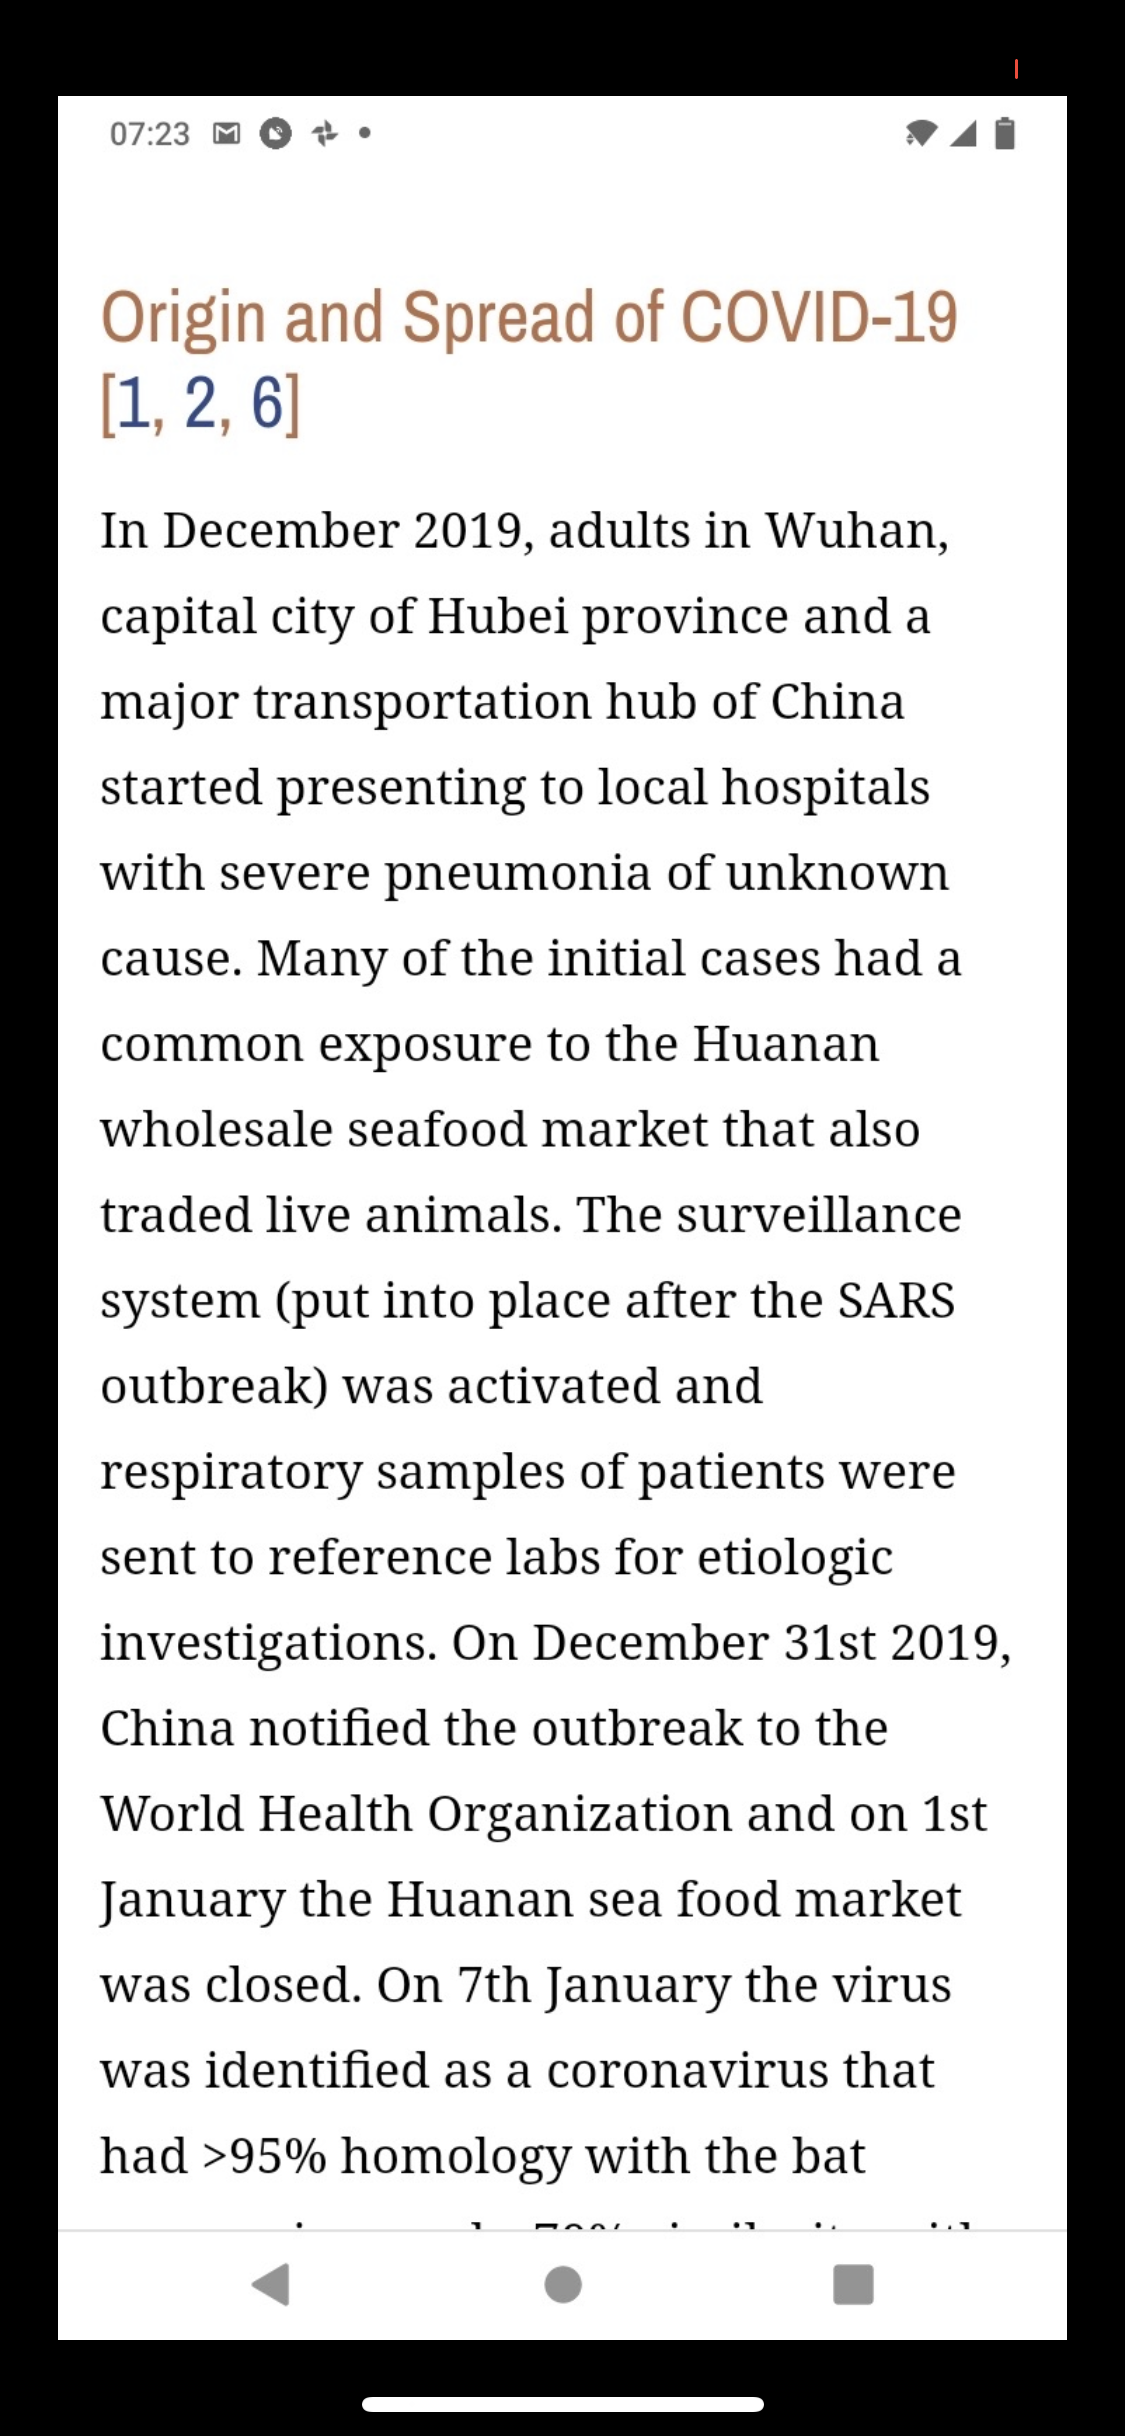 07:23
Origin and Spread of COVID-19
[1, 2, 6]
In December 2019, adults in Wuhan,
capital city of Hubei province and a
major transportation hub of China
started presenting to local hospitals
with severe pneumonia of unknown
cause. Many of the initial cases had a
common exposure to the Huanan
wholesale seafood market that also
traded live animals. The surveillance
system (put into place after the SARS
outbreak) was activated and
respiratory samples of patients were
sent to reference labs for etiologic
investigations. On December 31st 2019,
China notified the outbreak to the
World Health Organization and on 1st
January the Huanan sea food market
was closed. On 7th January the virus
was identified as a coronavirus that
had >95% homology with the bat